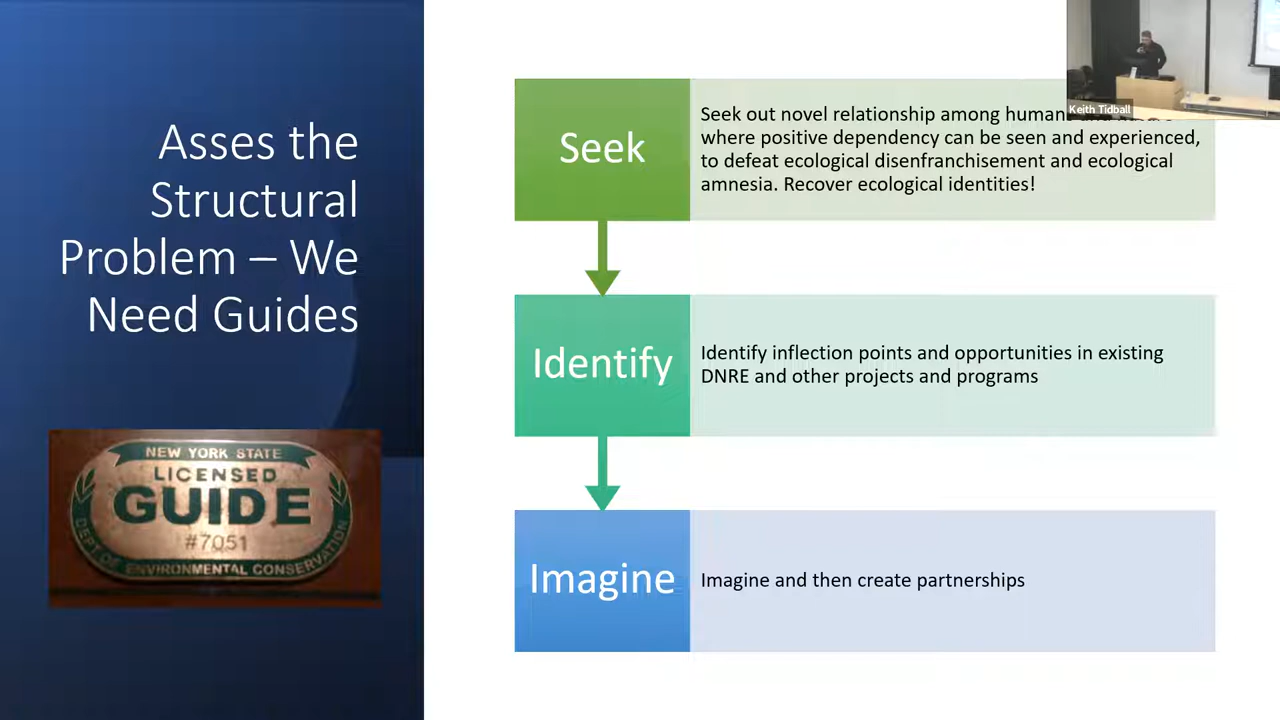 Asses the
Structural
Problem – We
Need Guides
NEW YORK STATE
LICENSED
GUIDE
#7051
DEPT OF ENVIRONMENTAL CONSERVATION
Seek
Seek out novel relationship among human
where positive dependency can be seen and experienced,
to defeat ecological disenfranchisement and ecological
amnesia. Recover ecological identities!
Identify
Identify inflection points and opportunities in existing
DNRE and other projects and programs
Imagine
Imagine and then create partnerships
Keith Tidball